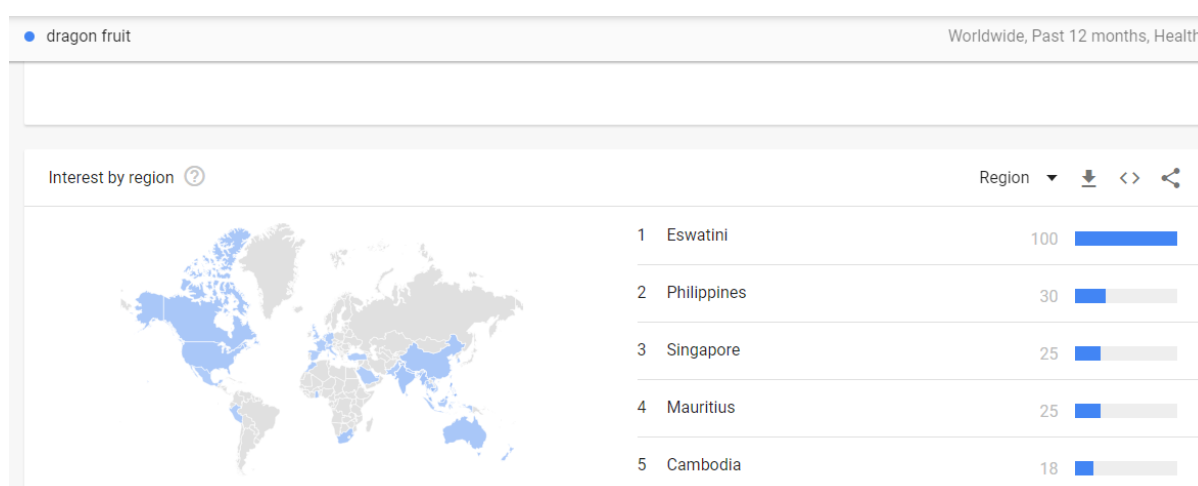 dragon fruit Worldwide, Past 12 months, Health
Interest by region ? Region <>
1 Eswatini 100
2 Philippines 30
3 Singapore 25
4 Mauritius 25
5 Cambodia 18